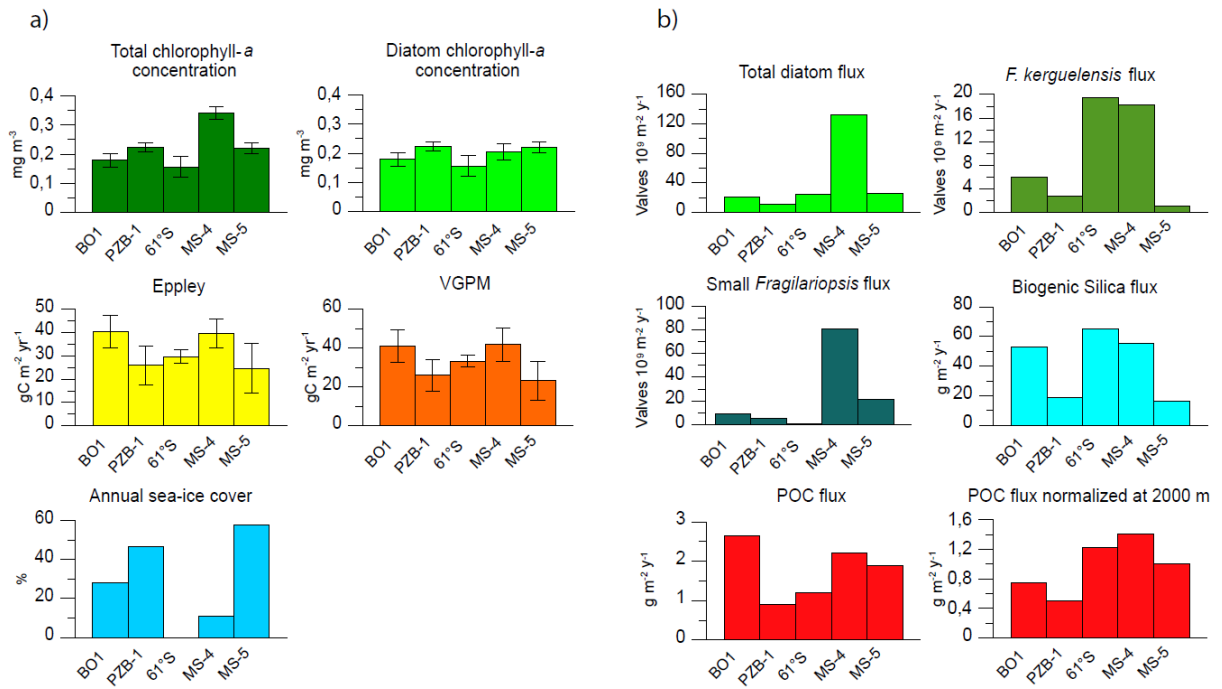 a)
Total chlorophyll-a
concentration
mg m-3
0,4
0,3
0,2
0,1
0
BO1
PZB-1
61°S
MS-4
MS-5
Diatom chlorophyll-a
concentration
mg m-3
0,4
0,3
0,2
0,1
0
BO1
PZB-1
61°S
MS-4
MS-5
Eppley
gC m-2 yr-1
50
40
30
20
10
0
BO1
PZB-1
61°S
MS-4
MS-5
VGPM
gC m-2 yr-1
60
40
20
0
BO1
PZB-1
61°S
MS-4
MS-5
Annual sea-ice cover
%
60
40
20
0
BO1
PZB-1
61°S
MS-4
MS-5
b)
Total diatom flux
Valves 10⁹ m-2 y-1
160
120
80
40
0
BO1
PZB-1
61°S
MS-4
MS-5
F. kerguelensis flux
Valves 10⁹ m-2 y-1
20
16
12
8
4
0
BO1
PZB-1
61°S
MS-4
MS-5
Small Fragilariopsis flux
Valves 10⁹ m-2 y-1
100
80
60
40
20
0
BO1
PZB-1
61°S
MS-4
MS-5
Biogenic Silica flux
g m-2 y-1
80
60
40
20
0
BO1
PZB-1
61°S
MS-4
MS-5
POC flux
g m-2 y-1
3
2
1
0
BO1
PZB-1
61°S
MS-4
MS-5
POC flux normalized at 2000 m
g m-2 y-1
1,6
1,2
0,8
0,4
0
BO1
PZB-1
61°S
MS-4
MS-5